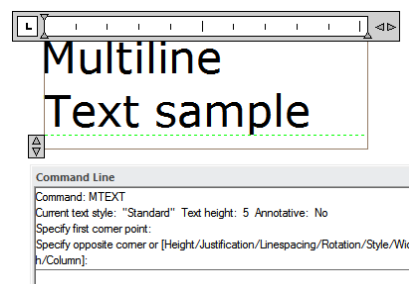 L
Multiline
Text sample
Command Line
Command: MTEXT
Current text style: "Standard" Text height: 5 Annotative: No
Specify first corner point:
Specify opposite corner or [Height/Justification/Linespacing/Rotation/Style/Wid
h/Column]: